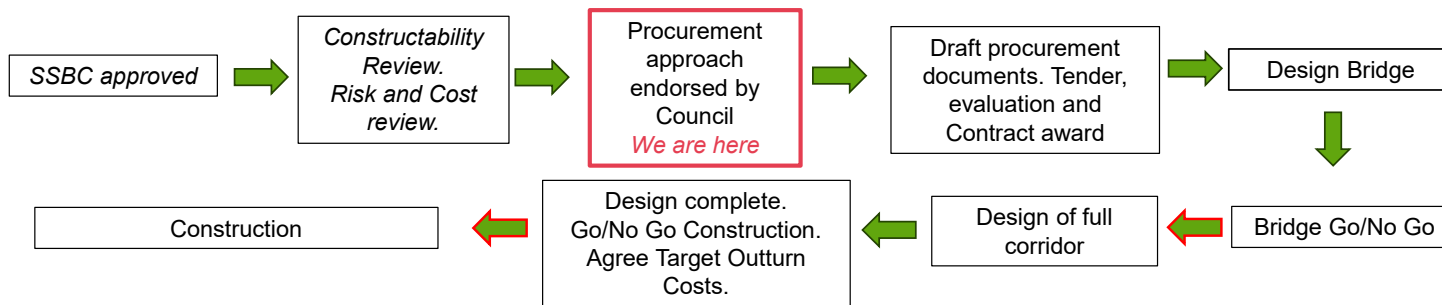 SSBC approved
Constructability
Review.
Risk and Cost
review.
Procurement
approach
endorsed by
Council
We are here
Draft procurement
documents. Tender,
evaluation and
Contract award
Design Bridge
Bridge Go/No Go
Design of full
corridor
Design complete.
Go/No Go Construction.
Agree Target Outturn
Costs.
Construction